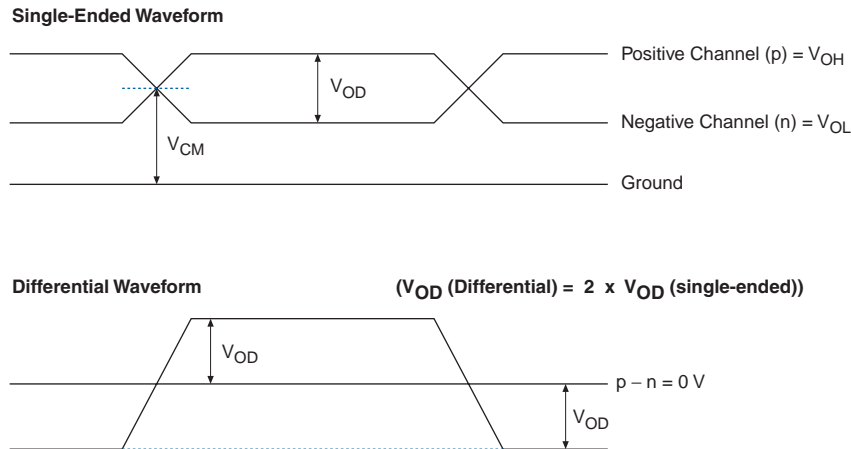 Single-Ended Waveform
Positive Channel (p) = VOH
VOD
Negative Channel (n) = VOL
VCM
Ground
Differential Waveform
(VOD (Differential) = 2 x VOD (single-ended))
VOD
p − n = 0 V
VOD